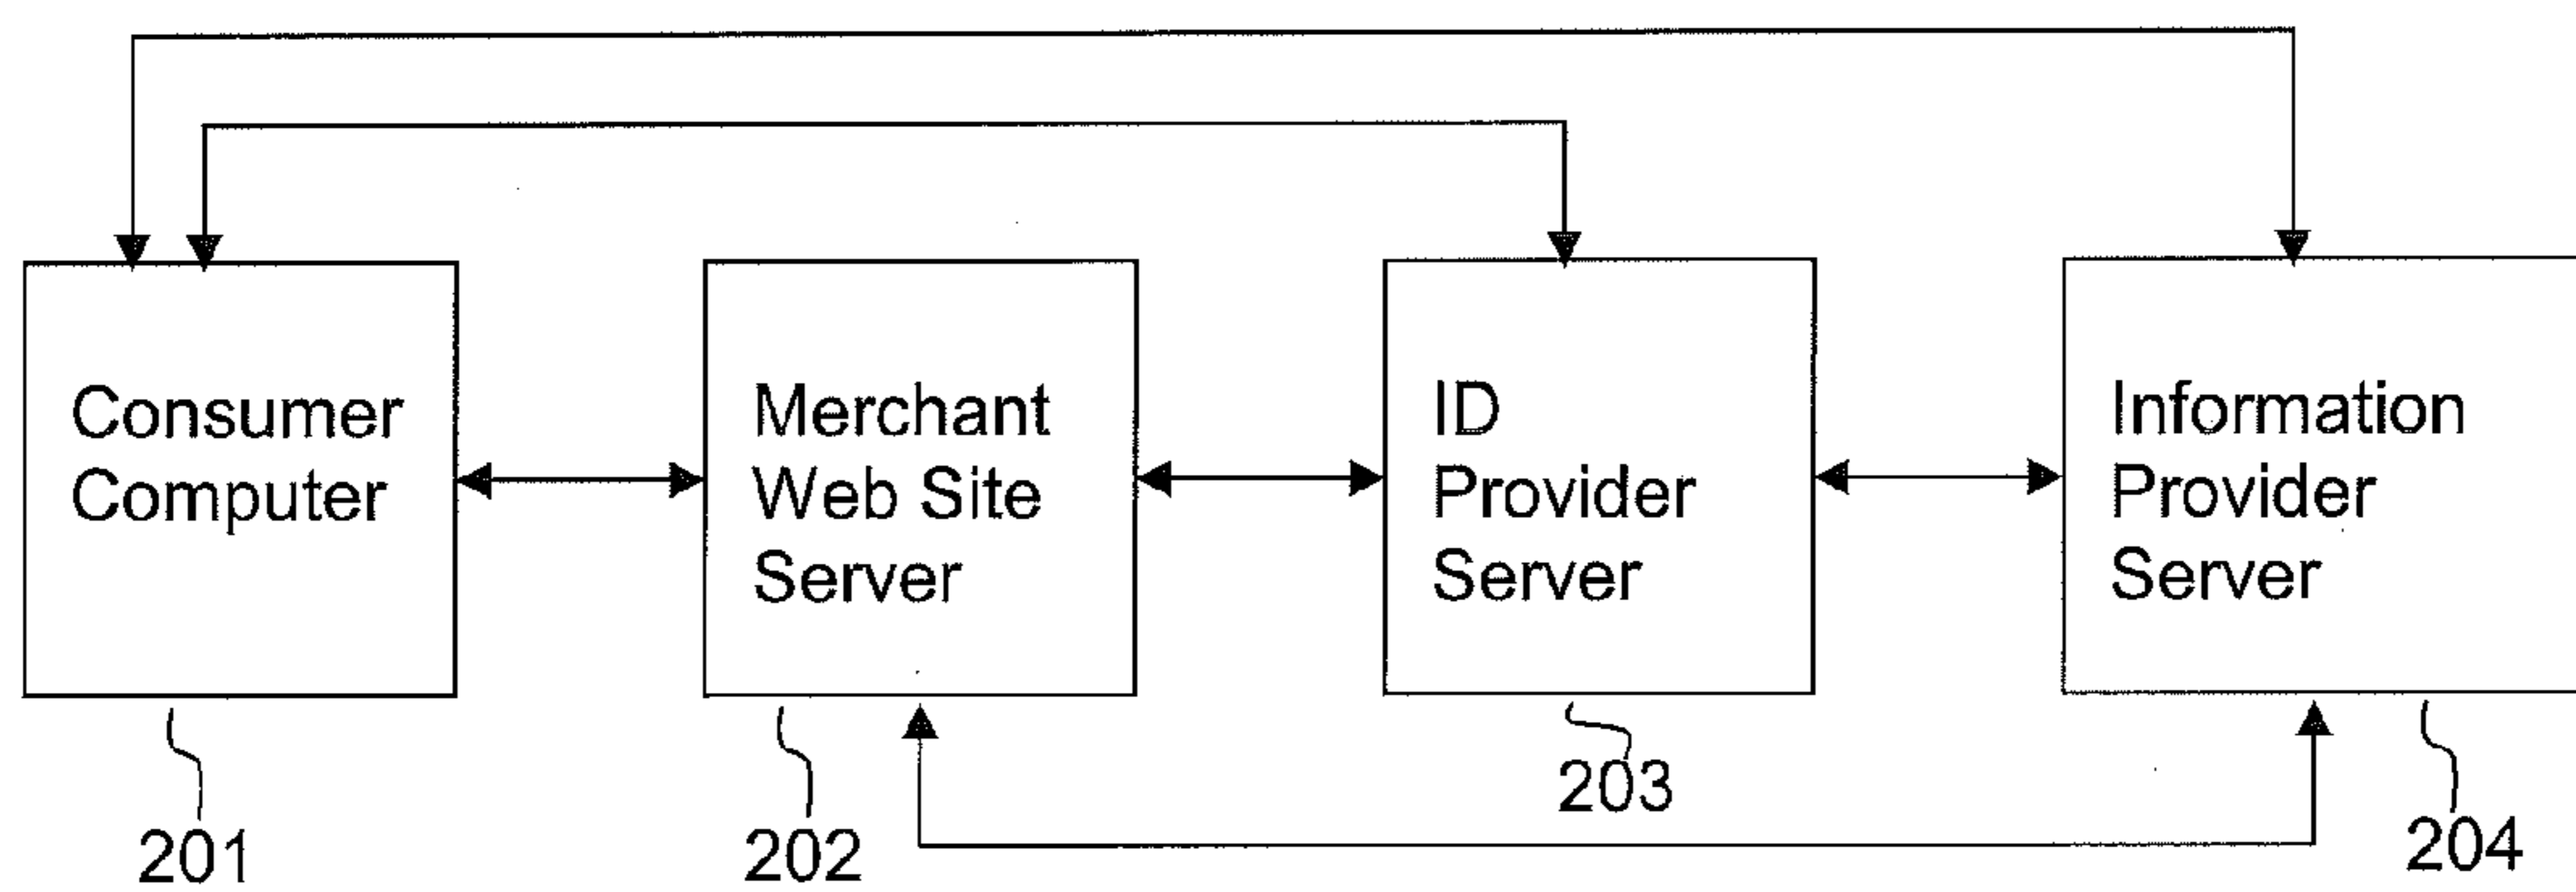 Consumer
Computer
Merchant
Web Site
Server
ID
Provider
Server
Information
Provider
Server
201
202
203
204